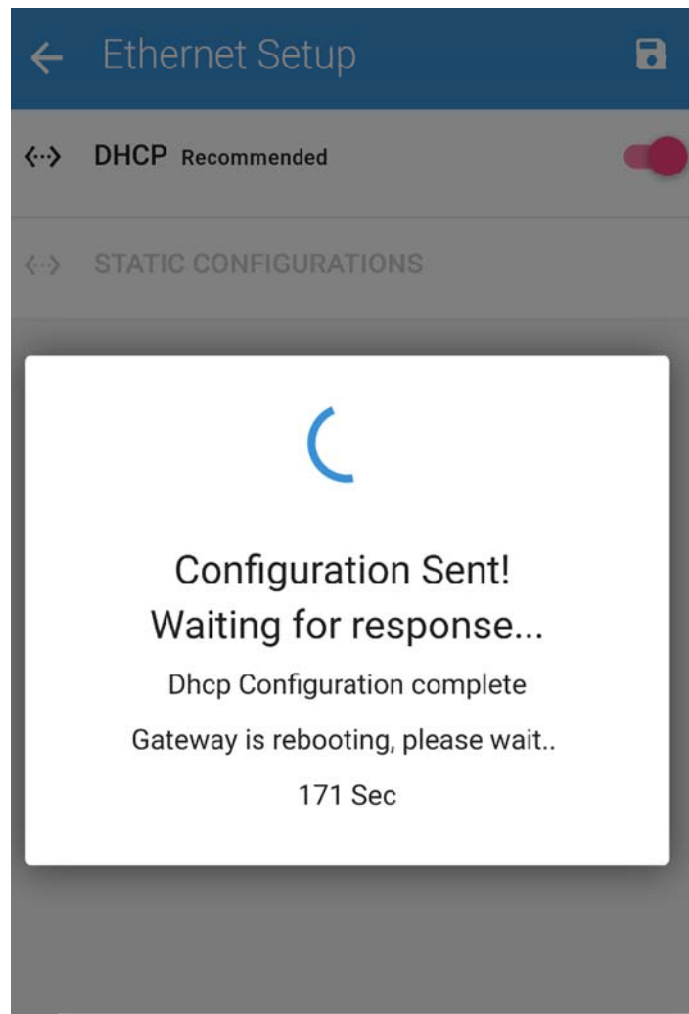 Ethernet Setup
DHCP Recommended
STATIC CONFIGURATIONS
Configuration Sent!
Waiting for response...
Dhcp Configuration complete
Gateway is rebooting, please wait..
171 Sec